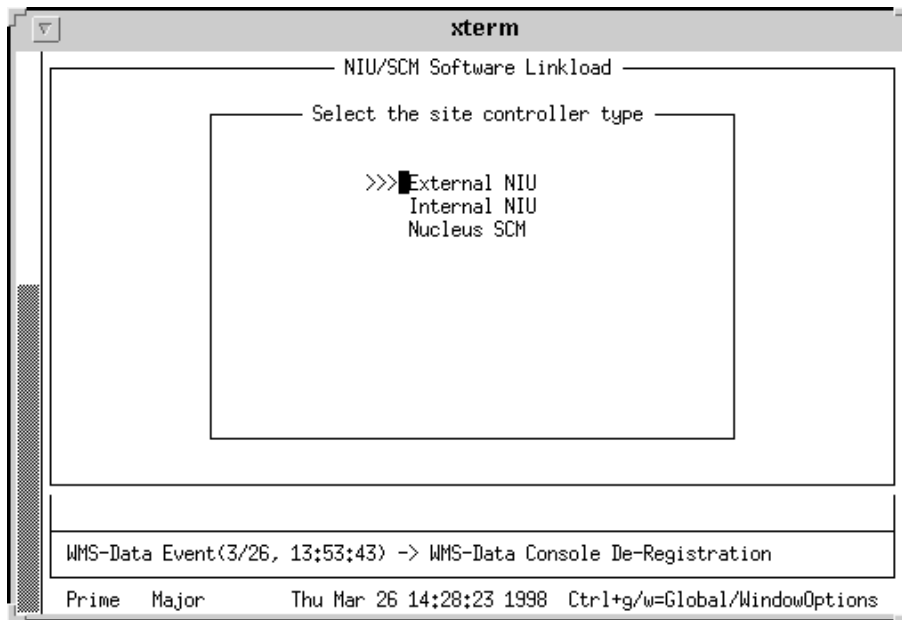 xterm
NIU/SCM Software Linkload
Select the site controller type
>>> External NIU
Internal NIU
Nucleus SCM
WMS-Data Event(3/26, 13:53:43) -> WMS-Data Console De-Registration
Prime Major Thu Mar 26 14:28:23 1998 Ctrl+g/w=Global/WindowOptions